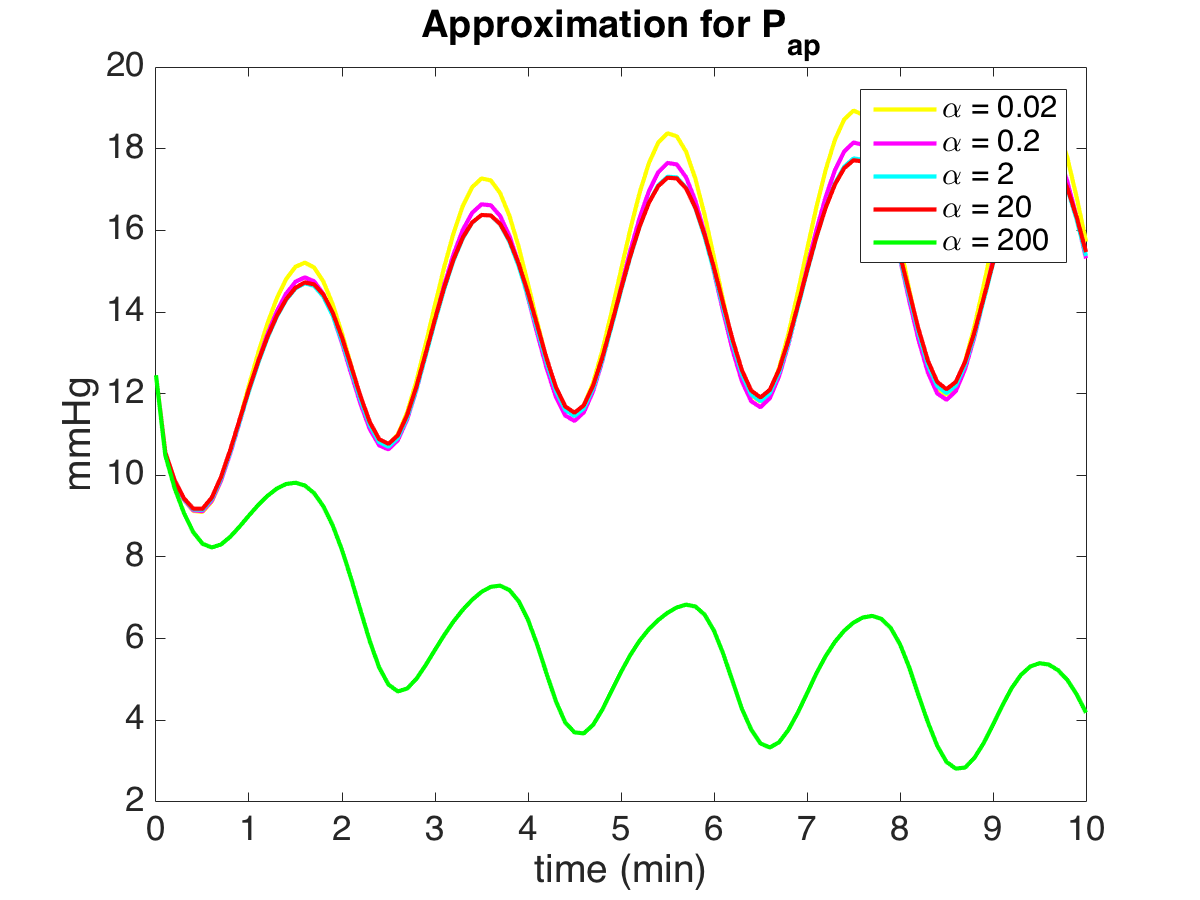 Approximation for P_ap
20
18
16
14
12
10
8
6
4
2
mmHg
α = 0.02
α = 0.2
α = 2
α = 20
α = 200
0 1 2 3 4 5 6 7 8 9 10
time (min)